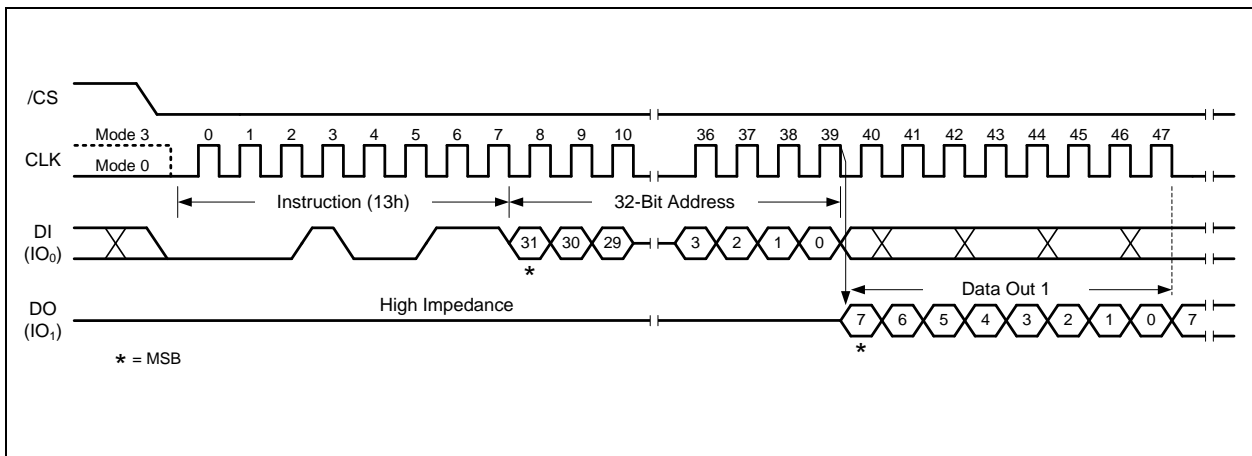 /CS
Mode 3 0 1 2 3 4 5 6 7 8 9 10 36 37 38 39 40 41 42 43 44 45 46 47
CLK
Mode 0
Instruction (13h) 32-Bit Address
DI
(IO₀)
31 30 29 3 2 1 0
*
Data Out 1
High Impedance
DO
(IO₁)
7 6 5 4 3 2 1 0 7
*
* = MSB